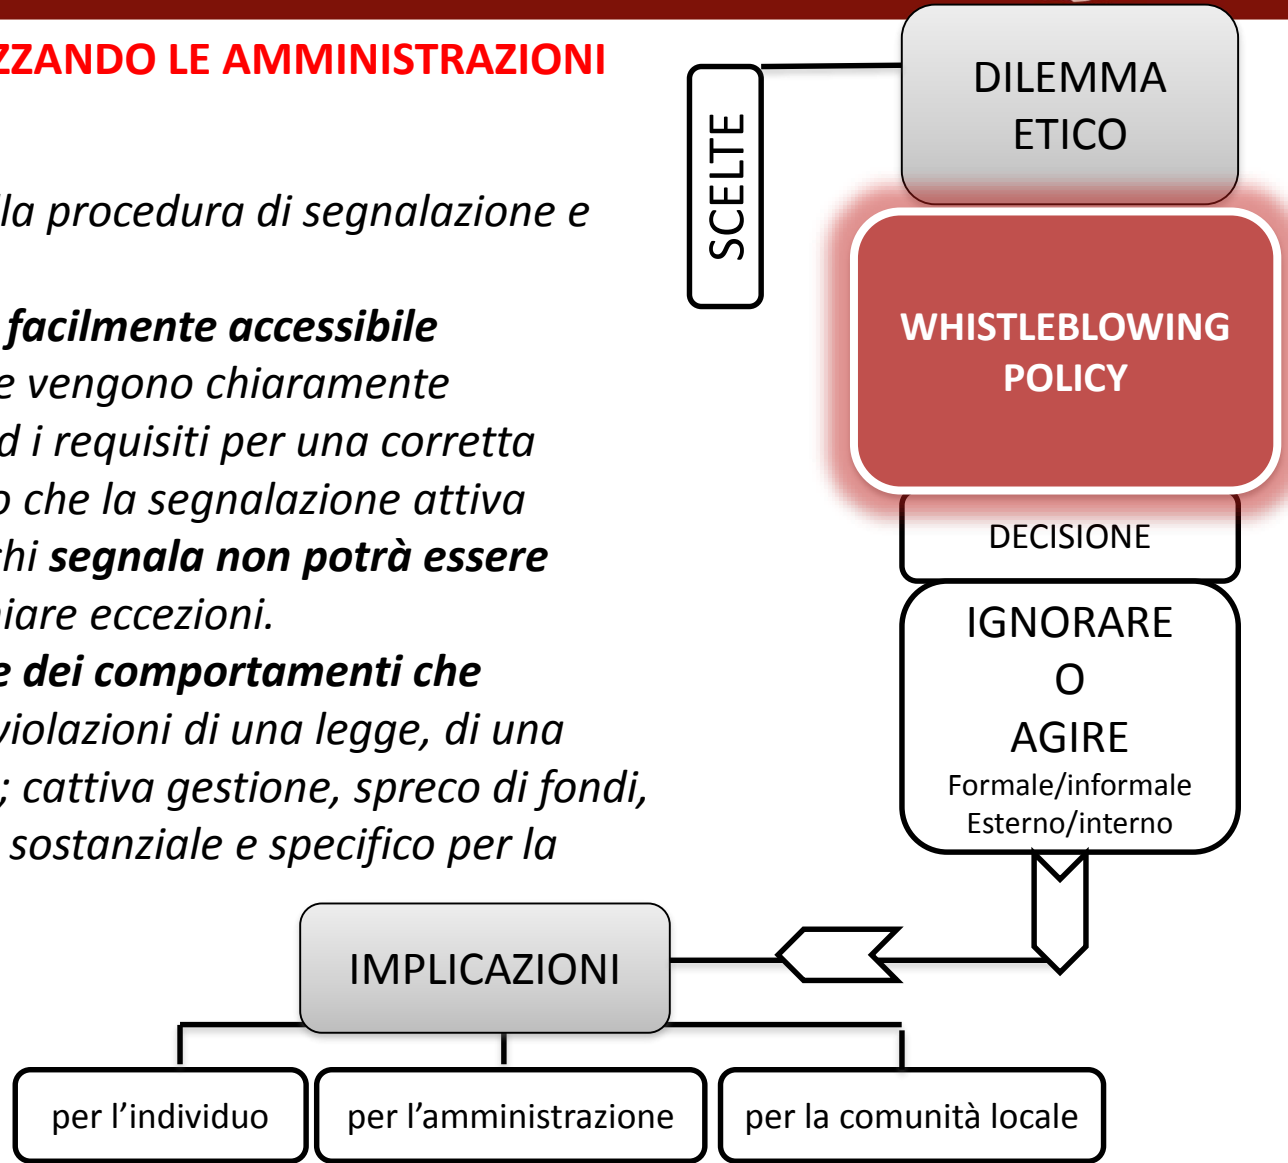 ZZANDO LE AMMINISTRAZIONI
lla procedura di segnalazione e
facilmente accessibile
e vengono chiaramente
d i requisiti per una corretta
o che la segnalazione attiva
chi segnala non potrà essere
iare eccezioni.
e dei comportamenti che
violazioni di una legge, di una
; cattiva gestione, spreco di fondi,
sostanziale e specifico per la
SCELTE
DILEMMA
ETICO
WHISTLEBLOWING
POLICY
DECISIONE
IGNORARE
O
AGIRE
Formale/informale
Esterno/interno
IMPLICAZIONI
per l’individuo
per l’amministrazione
per la comunità locale